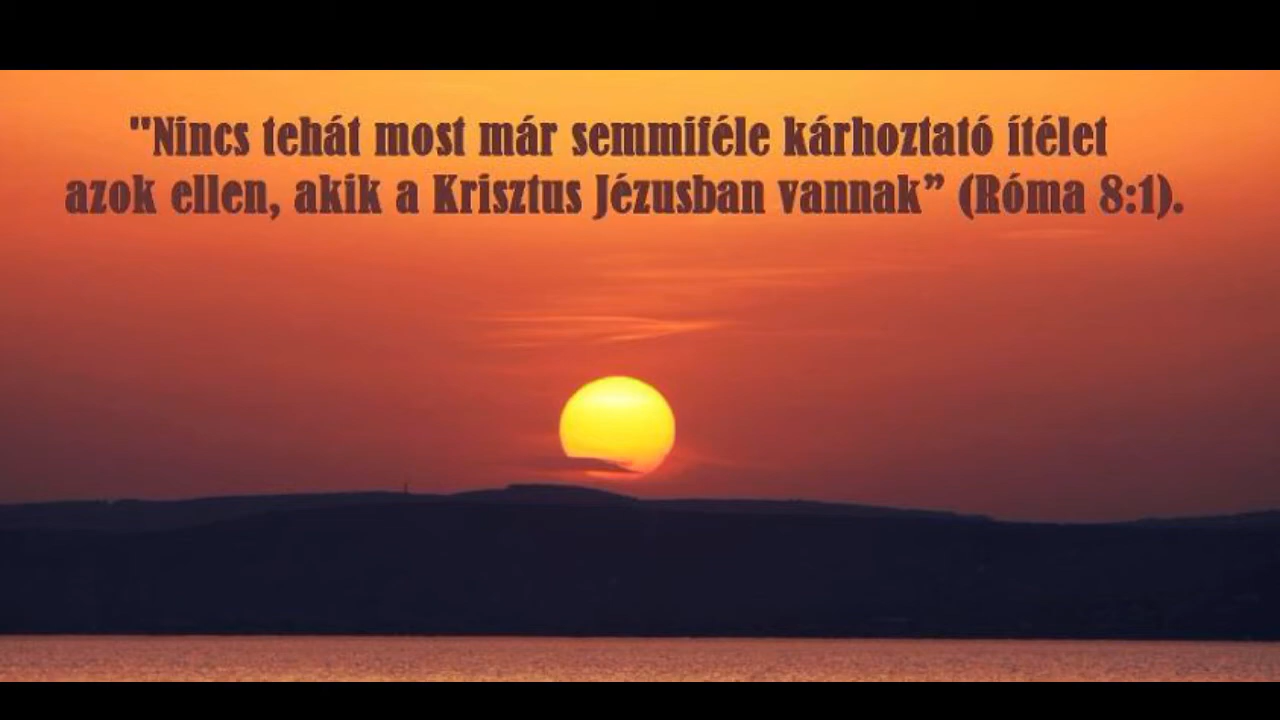 "Nincs tehát most már semmiféle kárhoztató ítélet
azok ellen, akik a Krisztus Jézusban vannak” (Róma 8:1).